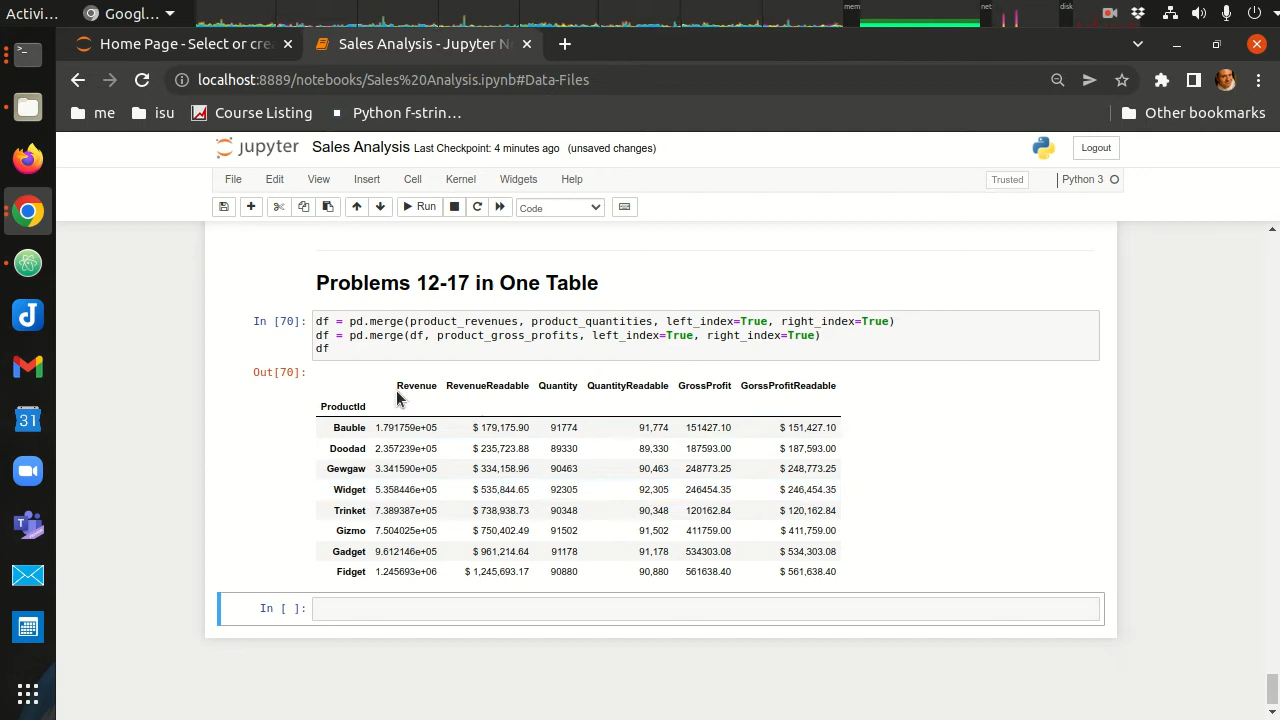 Activi...
Googl...
mem
net
disk
Home Page - Select or cre
Sales Analysis - Jupyter N
localhost:8889/notebooks/Sales%20Analysis.ipynb#Data-Files
me
isu
Course Listing
Python f-strin...
Other bookmarks
jupyter
Sales Analysis Last Checkpoint: 4 minutes ago (unsaved changes)
Logout
File Edit View Insert Cell Kernel Widgets Help
Trusted
Python 3
Run
Code
Problems 12-17 in One Table
In [70]:
df = pd.merge(product_revenues, product_quantities, left_index=True, right_index=True)
df = pd.merge(df, product_gross_profits, left_index=True, right_index=True)
df
Out[70]:
Revenue RevenueReadable Quantity QuantityReadable GrossProfit GorssProfitReadable
ProductId
Bauble 1.791759e+05 $ 179,175.90 91774 91,774 151427.10 $ 151,427.10
Doodad 2.357239e+05 $ 235,723.88 89330 89,330 187593.00 $ 187,593.00
Gewgaw 3.341590e+05 $ 334,158.96 90463 90,463 248773.25 $ 248,773.25
Widget 5.358446e+05 $ 535,844.65 92305 92,305 246454.35 $ 246,454.35
Trinket 7.389387e+05 $ 738,938.73 90348 90,348 120162.84 $ 120,162.84
Gizmo 7.504025e+05 $ 750,402.49 91502 91,502 411759.00 $ 411,759.00
Gadget 9.612146e+05 $ 961,214.64 91178 91,178 534303.08 $ 534,303.08
Fidget 1.245693e+06 $ 1,245,693.17 90880 90,880 561638.40 $ 561,638.40
In [ ]:
31